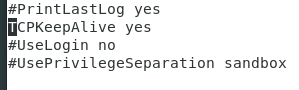 #PrintLastLog yes
TCPKeepAlive yes
#UseLogin no
#UsePrivilegeSeparation sandbox